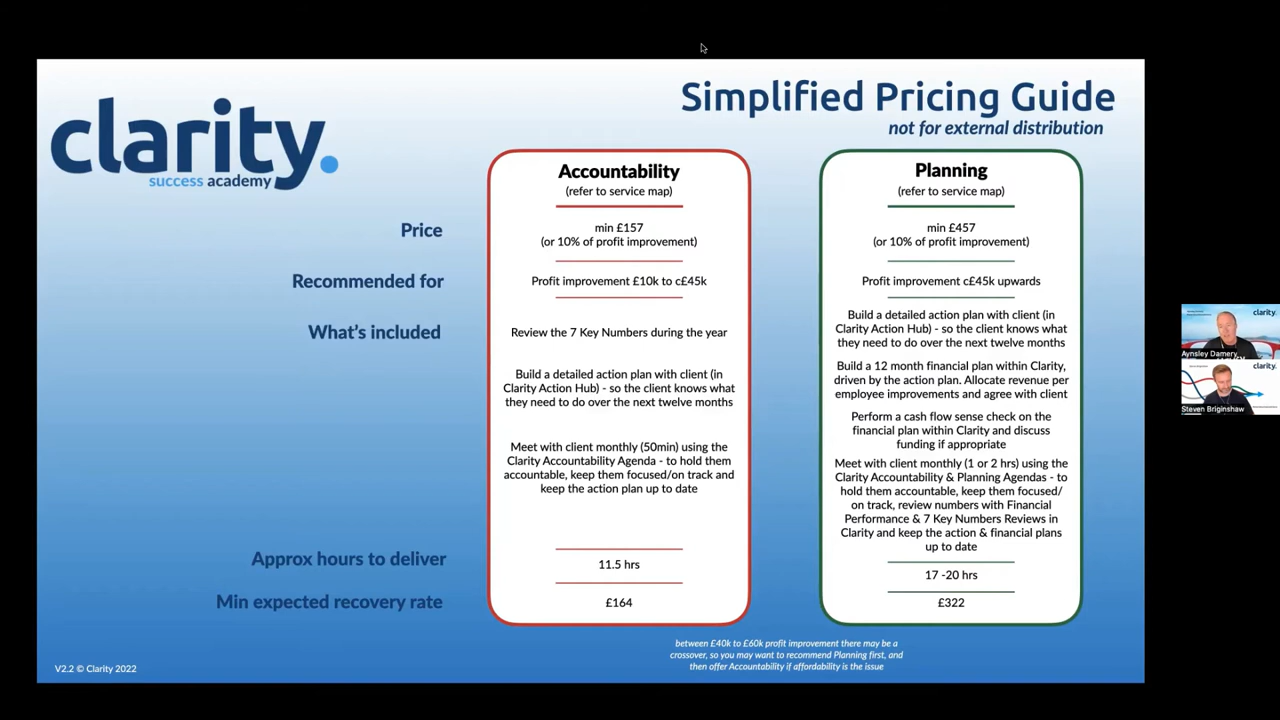 Simplified Pricing Guide
not for external distribution
clarity.
success academy
Accountability
(refer to service map)
Planning
(refer to service map)
Price
min £157
(or 10% of profit improvement)
min £457
(or 10% of profit improvement)
Recommended for
Profit improvement £10k to c£45k
Profit improvement c£45k upwards
What's included
Review the 7 Key Numbers during the year
Build a detailed action plan with client (in
Clarity Action Hub) - so the client knows what
they need to do over the next twelve months
Meet with client monthly (50min) using the
Clarity Accountability Agenda - to hold them
accountable, keep them focused/on track and
keep the action plan up to date
Build a detailed action plan with client (in
Clarity Action Hub) - so the client knows what
they need to do over the next twelve months
Build a 12 month financial plan within Clarity,
driven by the action plan. Allocate revenue per
employee improvements and agree with client
Perform a cash flow sense check on the
financial plan within Clarity and discuss
funding if appropriate
Meet with client monthly (1 or 2 hrs) using the
Clarity Accountability & Planning Agendas - to
hold them accountable, keep them focused/
on track, review numbers with Financial
Performance & 7 Key Numbers Reviews in
Clarity and keep the action & financial plans
up to date
Approx hours to deliver
11.5 hrs
17 -20 hrs
Min expected recovery rate
£164
£322
between £40k to £60k profit improvement there may be a
crossover, so you may want to recommend Planning first, and
then offer Accountability if affordability is the issue
V2.2 © Clarity 2022
clarity.
Aynsley Damery
clarity.
Steven Briginshaw